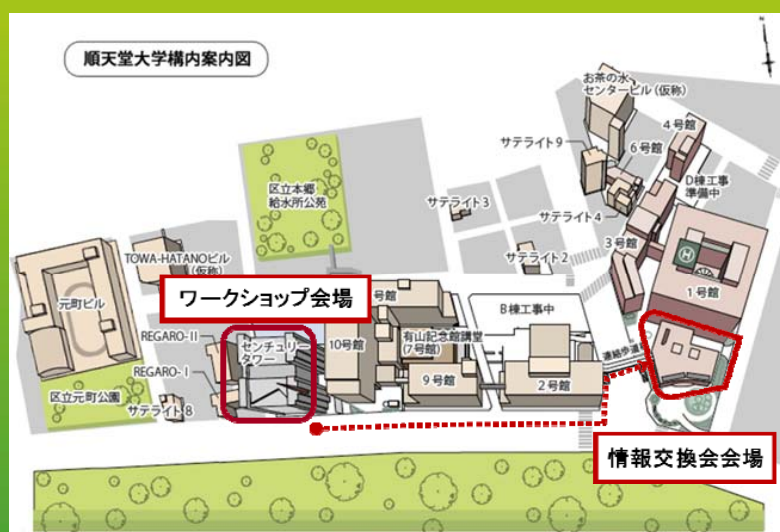 順天堂大学構内案内図
N
お茶の水
センタービル(仮称)
4号館
サテライト9
6号館
D棟工事
準備中
区立本郷
給水所公苑
サテライト3
サテライト4
3号館
H
TOWA-HATANOビル
(仮称)
サテライト2
元町ビル
ワークショップ会場
号館
1号館
B棟工事中
REGARO-II
センチュリー
タワー
10号館
有山記念館講堂
(7号館)
連絡歩道
REGARO-I
9号館
2号館
区立元町公園
サテライト8
情報交換会会場